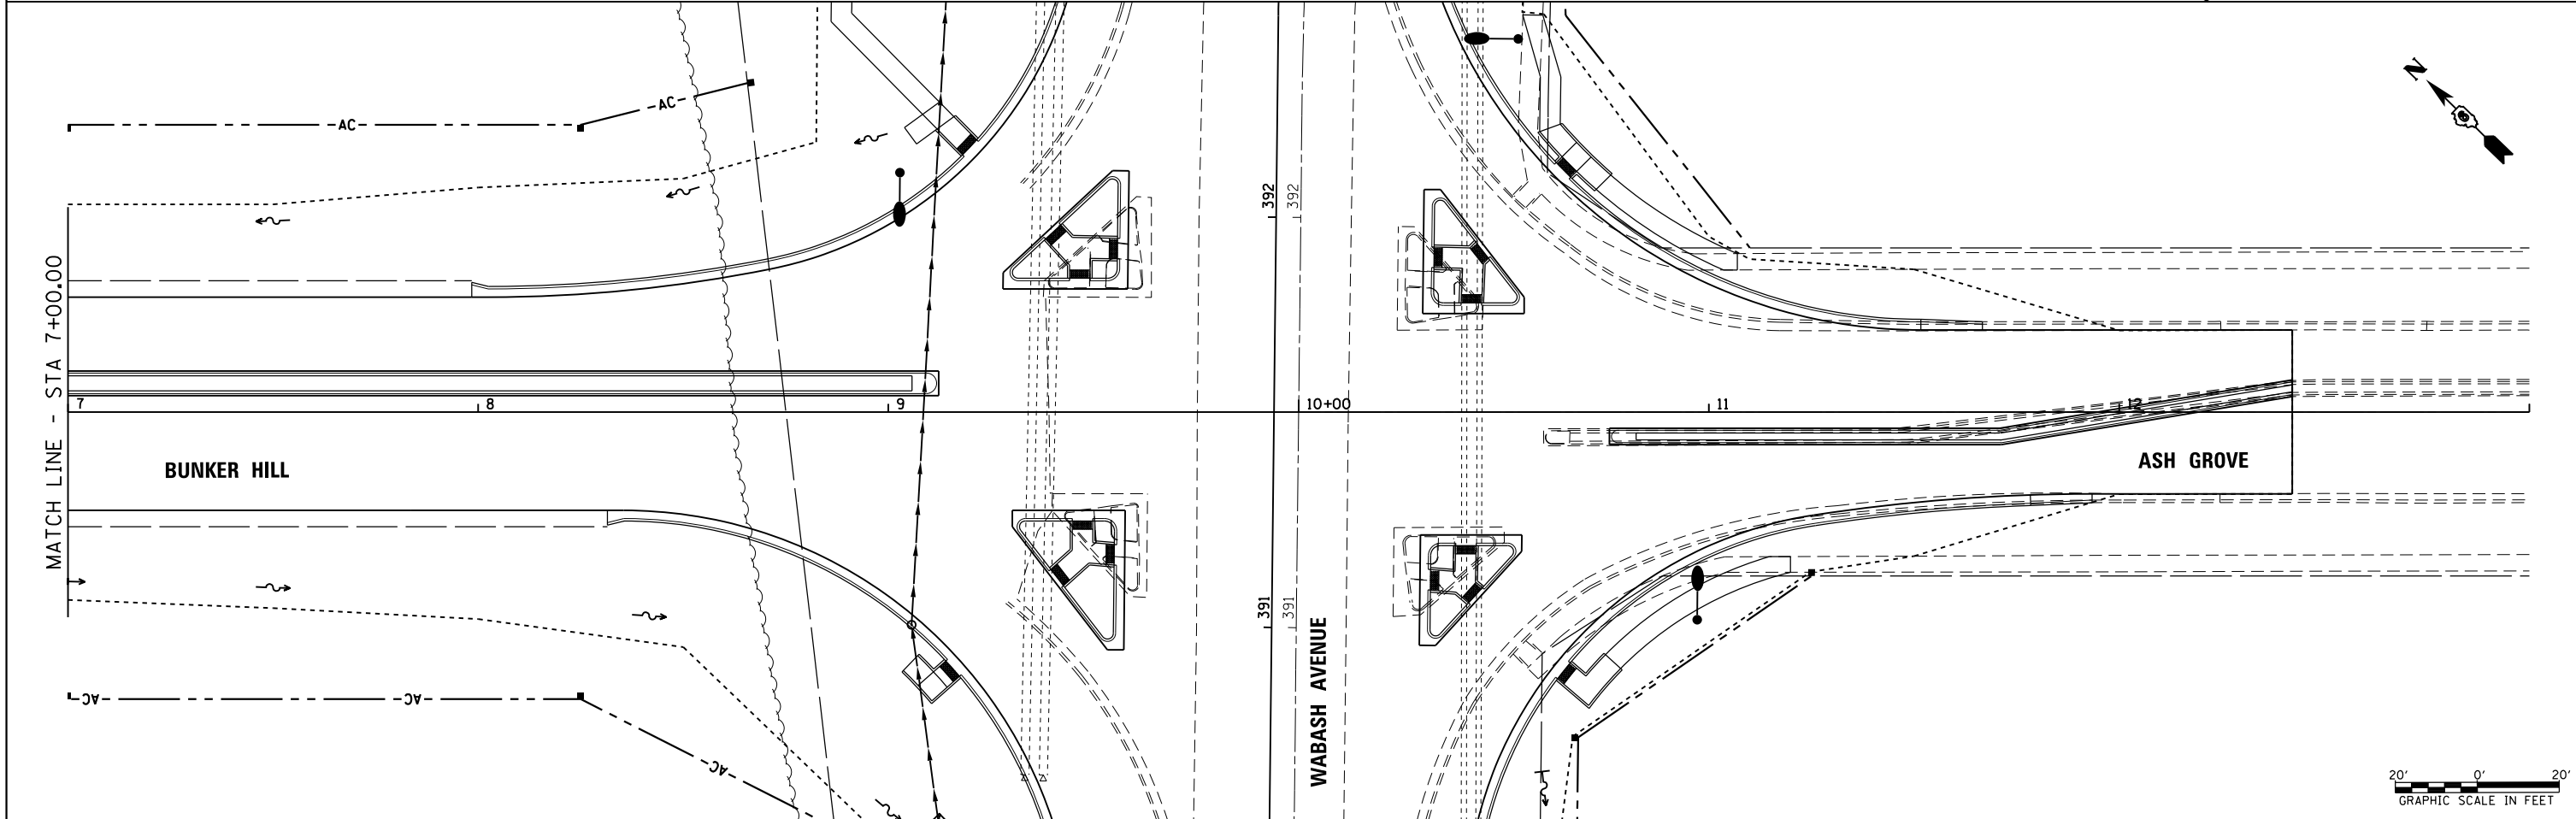 N
AC
AC
392
392
MATCH LINE - STA 7+00.00
7
8
9
10+00
11
12
BUNKER HILL
ASH GROVE
391
391
WABASH AVENUE
AC
AC
AC
20' 0' 20'
GRAPHIC SCALE IN FEET